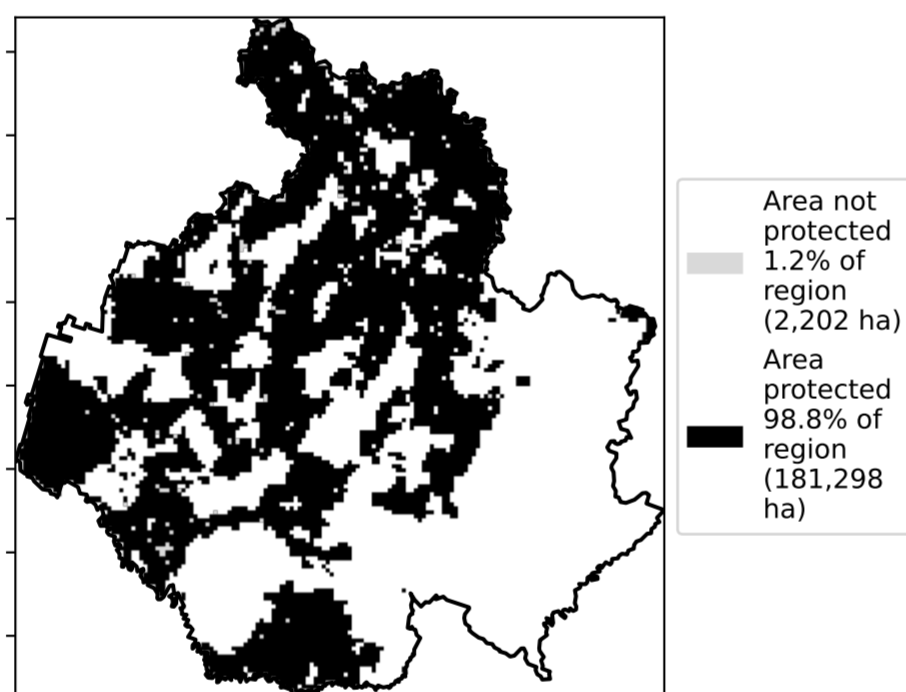 Area not
protected
1.2% of
region
(2,202 ha)
Area
protected
98.8% of
region
(181,298
ha)